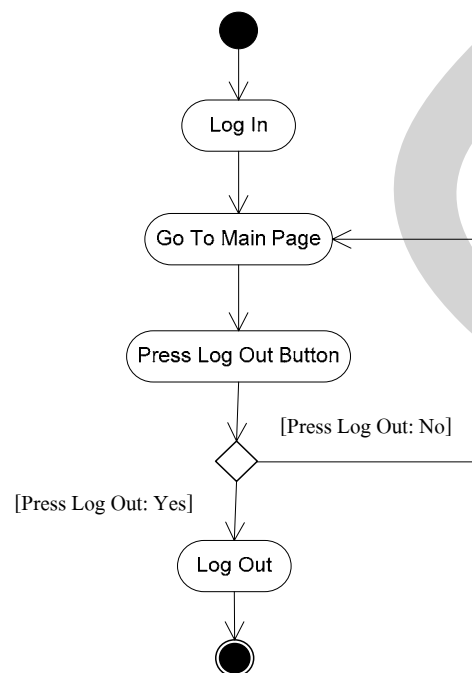 Log In
Go To Main Page
Press Log Out Button
[Press Log Out: No]
[Press Log Out: Yes]
Log Out